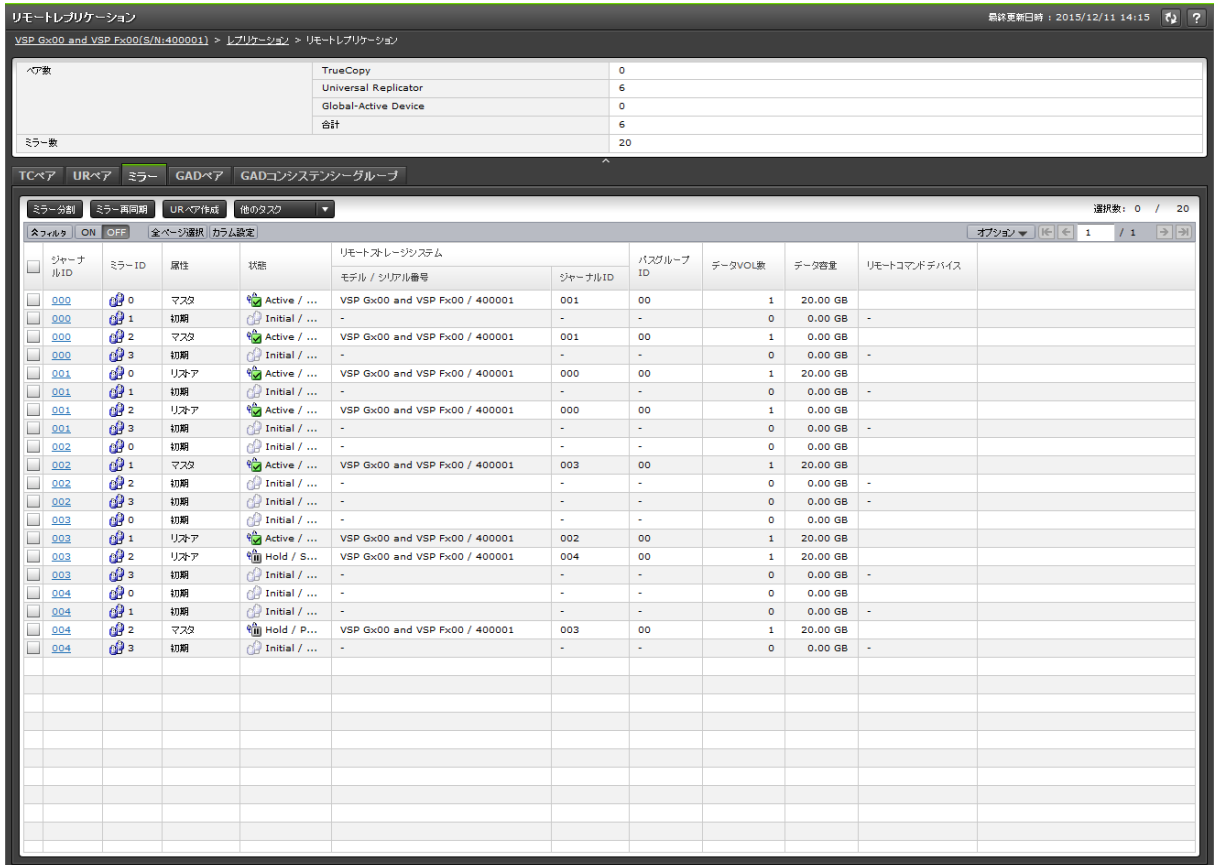 リモートレプリケーション 最終更新日時 : 2015/12/11 14:15 ?
VSP Gx00 and VSP Fx00(S/N:400001) > レプリケーション > リモートレプリケーション
ペア数 TrueCopy 0
Universal Replicator 6
Global-Active Device 0
合計 6
ミラー数 20
TCペア URペア ミラー GADペア GADコンシステンシーグループ
ミラー分割 ミラー再同期 URペア作成 他のタスク 選択数: 0 / 20
フィルタ ON OFF 全ページ選択 カラム設定 オプション 1 / 1
ジャーナルID ミラーID 属性 状態 リモートストレージシステム パスグループID データVOL数 データ容量 リモートコマンドデバイス
モデル / シリアル番号 ジャーナルID
000 0 マスタ Active / ... VSP Gx00 and VSP Fx00 / 400001 001 00 1 20.00 GB
000 1 初期 Initial / ... - - - 0 0.00 GB -
000 2 マスタ Active / ... VSP Gx00 and VSP Fx00 / 400001 001 00 1 0.00 GB
000 3 初期 Initial / ... - - - 0 0.00 GB -
001 0 リストア Active / ... VSP Gx00 and VSP Fx00 / 400001 000 00 1 20.00 GB
001 1 初期 Initial / ... - - - 0 0.00 GB -
001 2 リストア Active / ... VSP Gx00 and VSP Fx00 / 400001 000 00 1 0.00 GB
001 3 初期 Initial / ... - - - 0 0.00 GB -
002 0 初期 Initial / ... - - - 0 0.00 GB
002 1 マスタ Active / ... VSP Gx00 and VSP Fx00 / 400001 003 00 1 20.00 GB
002 2 初期 Initial / ... - - - 0 0.00 GB -
002 3 初期 Initial / ... - - - 0 0.00 GB -
003 0 初期 Initial / ... - - - 0 0.00 GB
003 1 リストア Active / ... VSP Gx00 and VSP Fx00 / 400001 002 00 1 20.00 GB
003 2 リストア Hold / S... VSP Gx00 and VSP Fx00 / 400001 004 00 1 20.00 GB
003 3 初期 Initial / ... - - - 0 0.00 GB -
004 0 初期 Initial / ... - - - 0 0.00 GB
004 1 初期 Initial / ... - - - 0 0.00 GB -
004 2 マスタ Hold / P... VSP Gx00 and VSP Fx00 / 400001 003 00 1 20.00 GB
004 3 初期 Initial / ... - - - 0 0.00 GB -